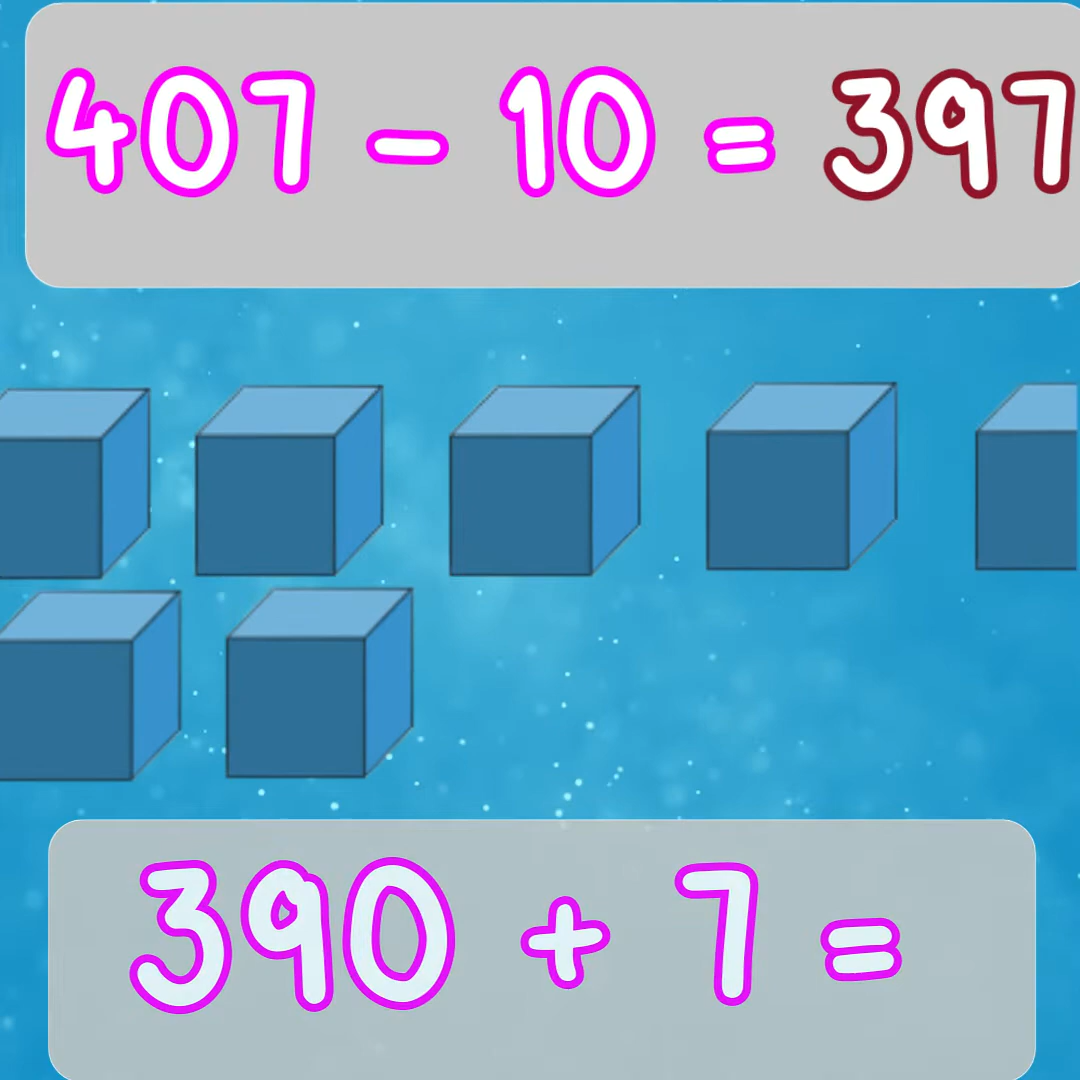 407 - 10 = 397
390 + 7 =